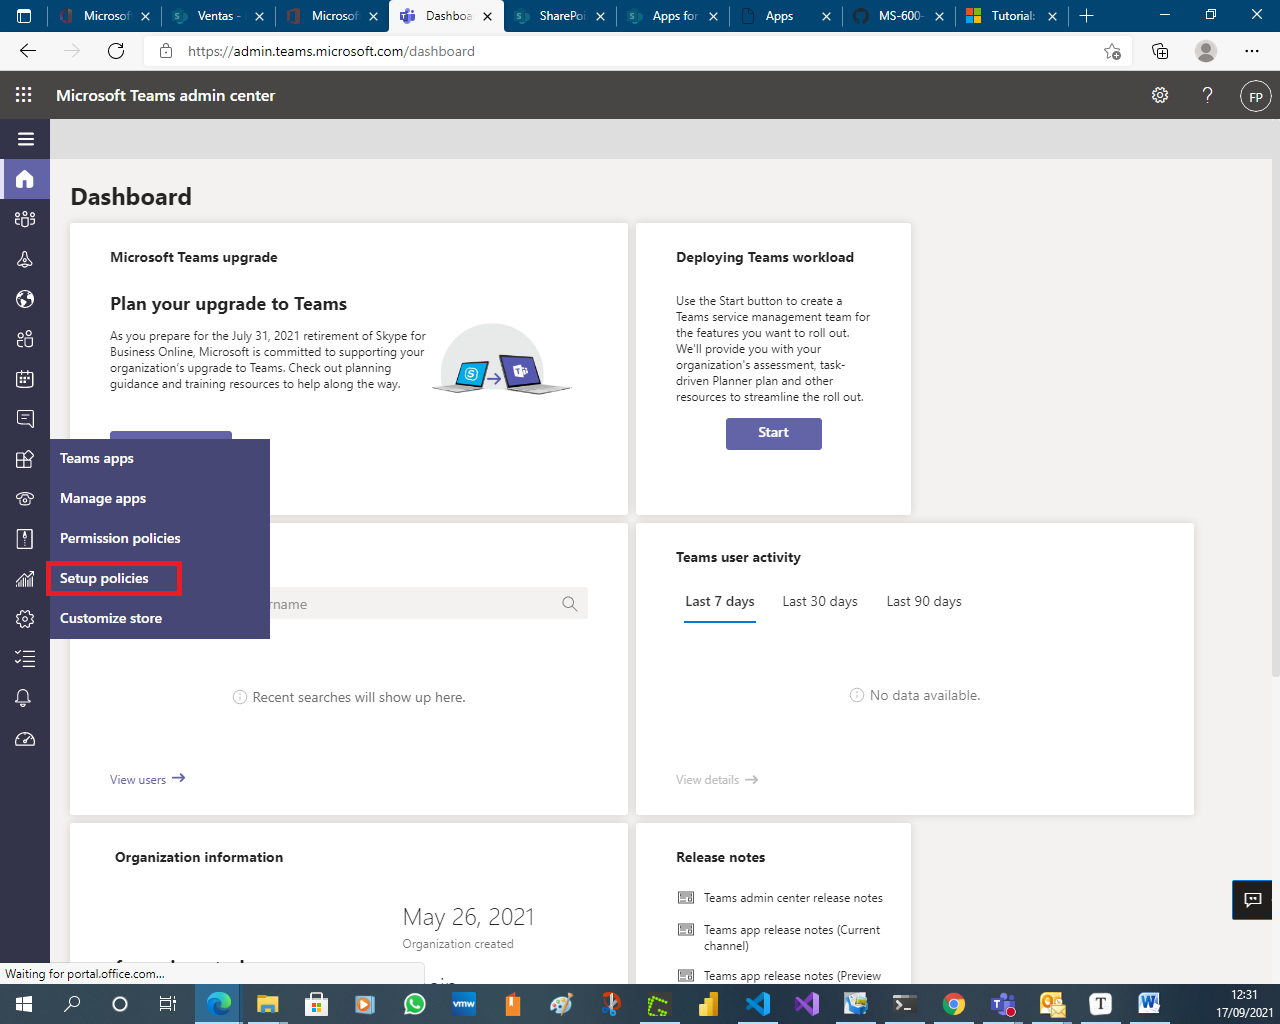 Microsoft
Ventas -
Microsoft
Dashboa
SharePoi
Apps for
Apps
MS-600-
Tutorial:
https://admin.teams.microsoft.com/dashboard
Microsoft Teams admin center
FP
Dashboard
Microsoft Teams upgrade
Plan your upgrade to Teams
As you prepare for the July 31, 2021 retirement of Skype for
Business Online, Microsoft is committed to supporting your
organization's upgrade to Teams. Check out planning
guidance and training resources to help along the way.
Deploying Teams workload
Use the Start button to create a
Teams service management team for
the features you want to roll out.
We'll provide you with your
organization's assessment, task-
driven Planner plan and other
resources to streamline the roll out.
Start
Teams apps
Manage apps
Permission policies
Setup policies
Customize store
rname
Recent searches will show up here.
View users
Teams user activity
Last 7 days
Last 30 days
Last 90 days
No data available.
View details
Organization information
May 26, 2021
Organization created
Release notes
Teams admin center release notes
Teams app release notes (Current
channel)
Teams app release notes (Preview
Waiting for portal.office.com...
vmw
12:31
17/09/2021